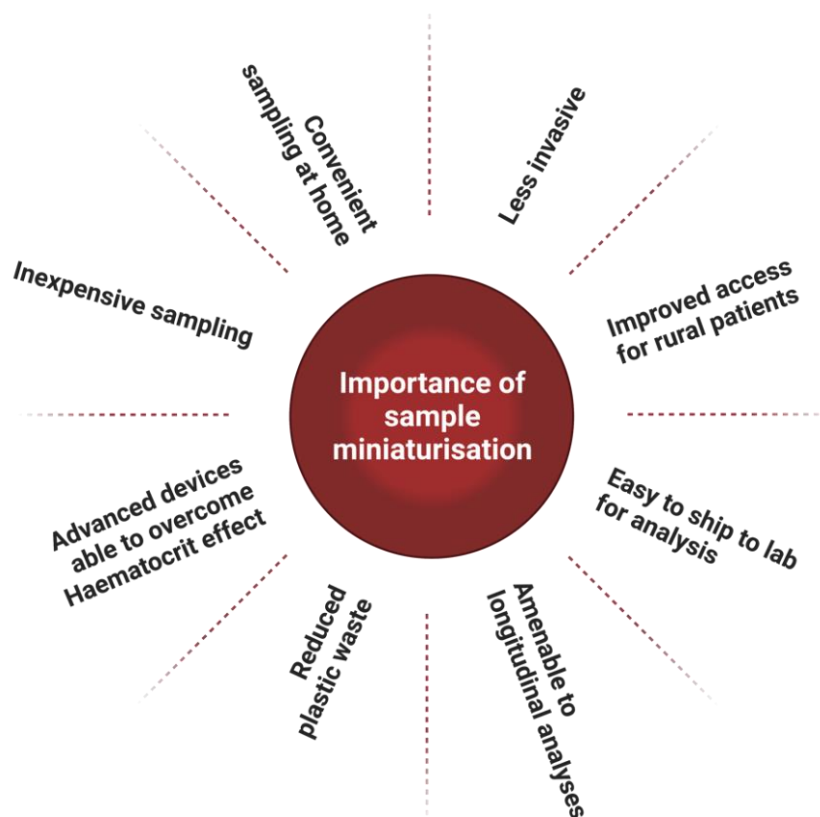 Importance of
sample
miniaturisation
Less invasive
Improved access
for rural patients
Easy to ship to lab
for analysis
Amenable to
longitudinal analyses
Reduced
plastic waste
Advanced devices
able to overcome
Haematocrit effect
Inexpensive sampling
Convenient
sampling at home